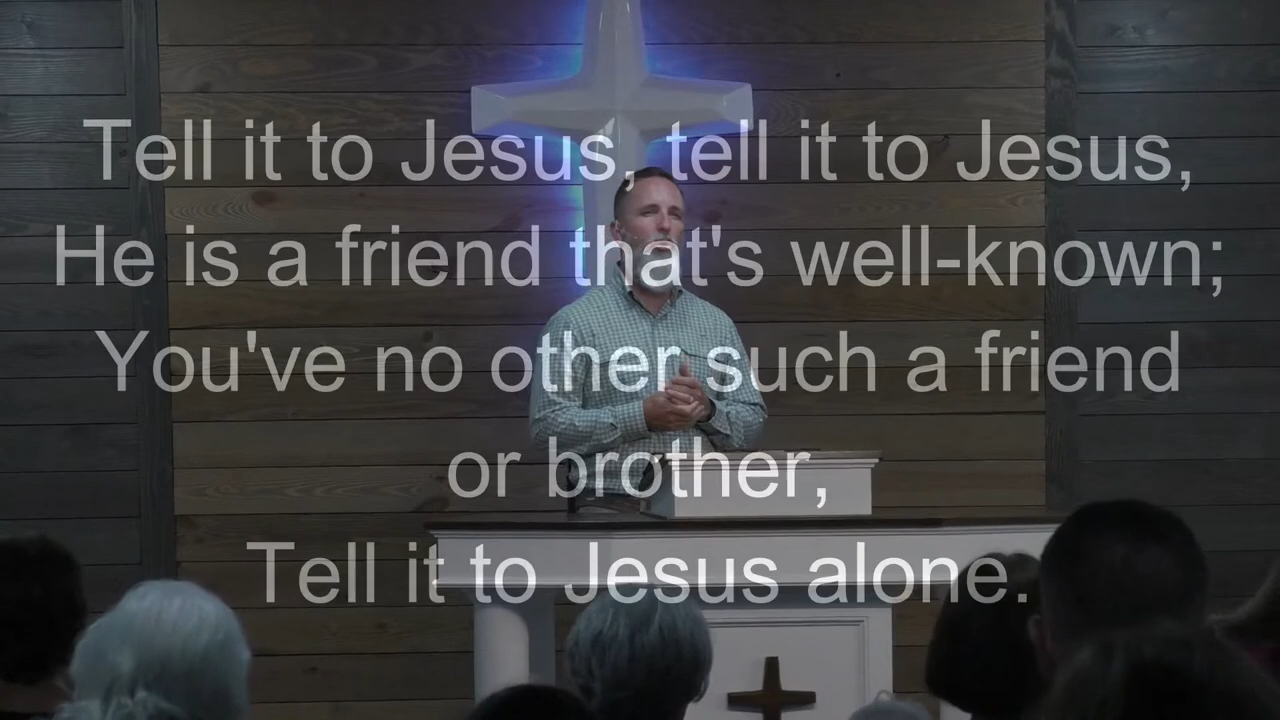 Tell it to Jesus, tell it to Jesus,
He is a friend that's well-known;
You've no other such a friend
or brother,
Tell it to Jesus alone.